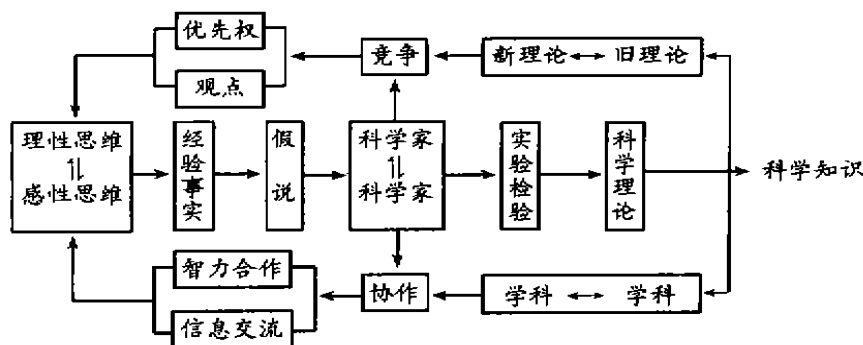 优先权
观点
竞争
新理论
旧理论
理性思维
感性思维
经验事实
假说
科学家
科学家
实验检验
科学理论
科学知识
智力合作
信息交流
协作
学科
学科